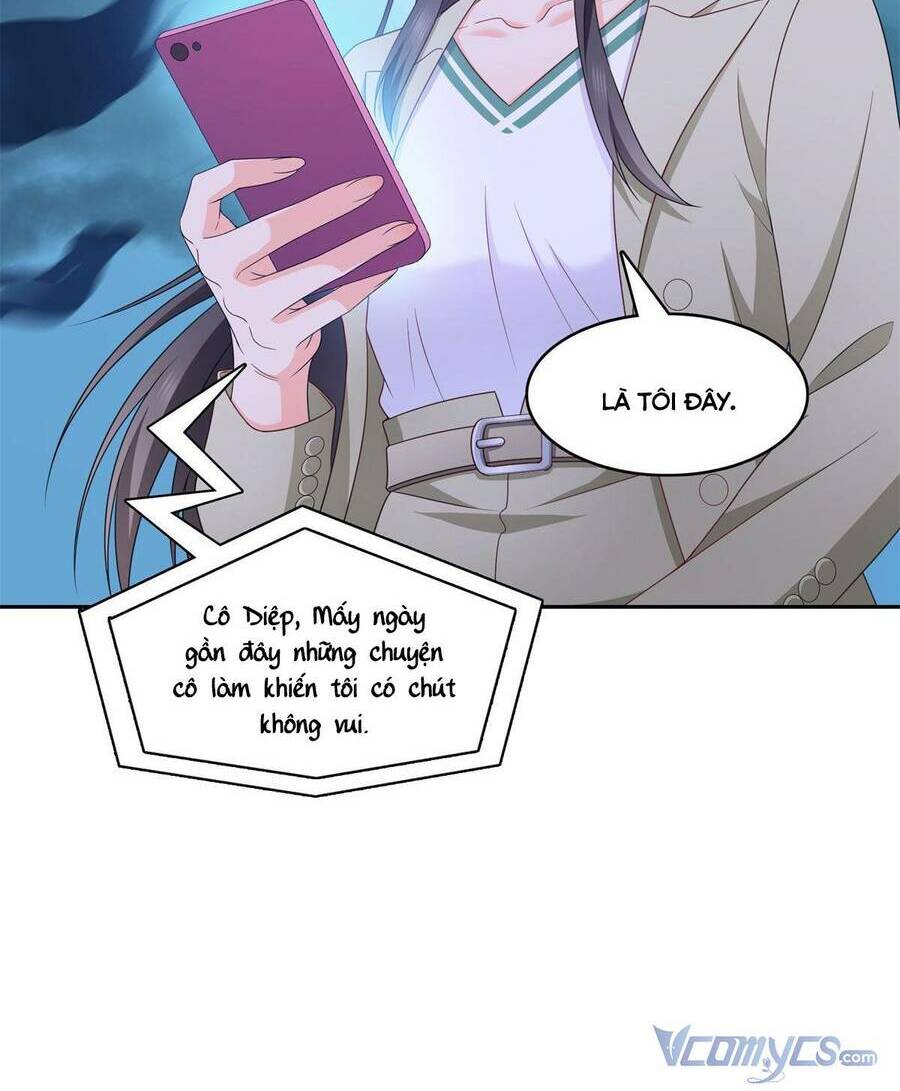 LÀ TÔI ĐÂY.
Cô Diệp, Mấy ngày
gần đây những chuyện
cô làm khiến tôi có chút
không vui.
VCOMYCS.com